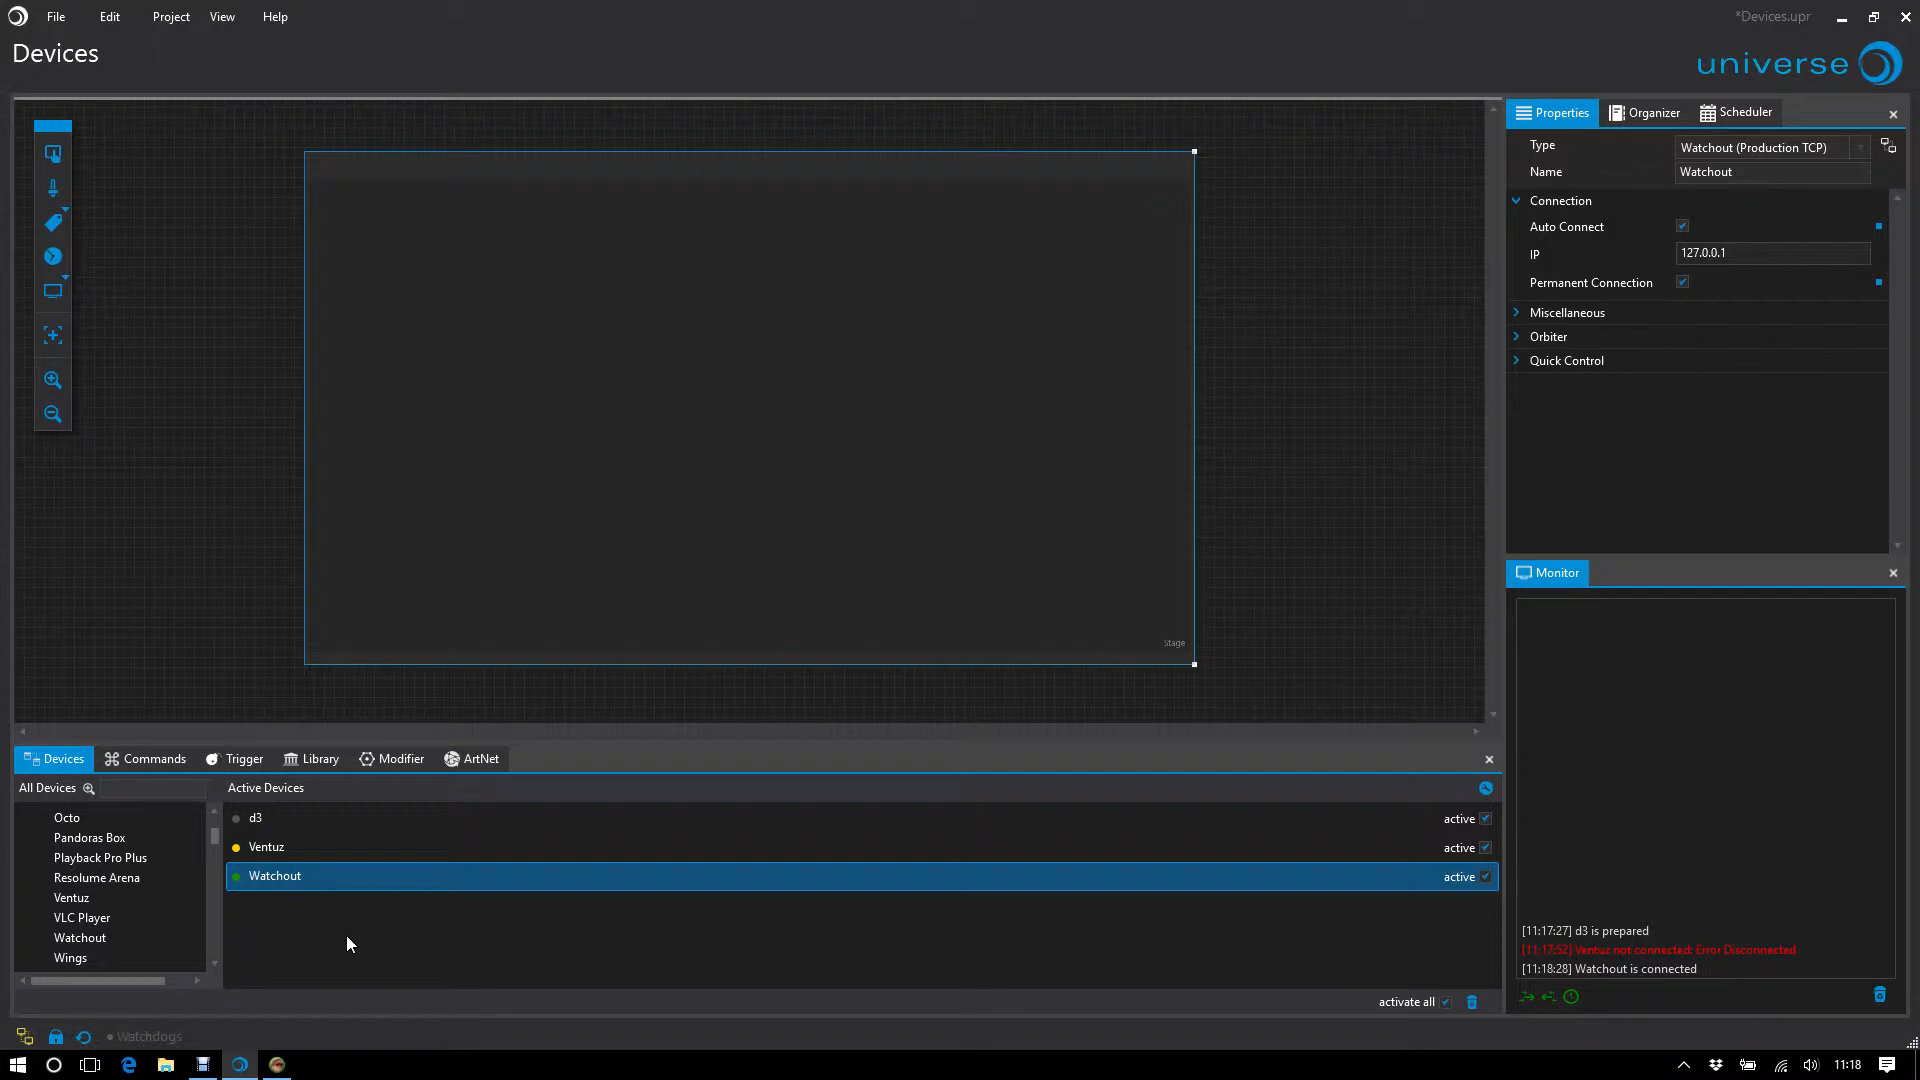 File Edit Project View Help
*Devices.upr
Devices
universe
Properties Organizer Scheduler
Type Watchout (Production TCP)
Name Watchout
Connection
Auto Connect
IP 127.0.0.1
Permanent Connection
Miscellaneous
Orbiter
Quick Control
Stage
Monitor
[11:17:27] d3 is prepared
[11:17:52] Ventuz not connected: Error Disconnected
[11:18:28] Watchout is connected
Devices Commands Trigger Library Modifier ArtNet
All Devices
Active Devices
Octo
Pandoras Box
Playback Pro Plus
Resolume Arena
Ventuz
VLC Player
Watchout
Wings
d3 active
Ventuz active
Watchout active
activate all
Watchdogs
11:18